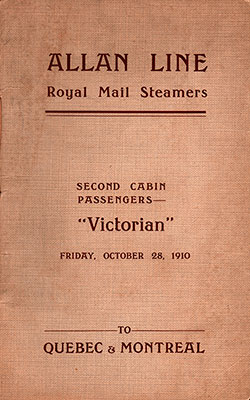 ALLAN LINE
Royal Mail Steamers
SECOND CABIN
PASSENGERS—
"Victorian"
FRIDAY, OCTOBER 28, 1910
TO
QUEBEC & MONTREAL